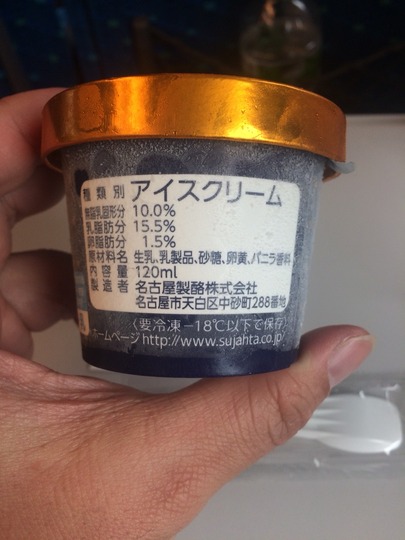 種類別 アイスクリーム
無脂乳固形分 10.0%
乳脂肪分 15.5%
卵脂肪分 1.5%
原材料名 生乳、乳製品、砂糖、卵黄、バニラ香料
内容量 120ml
製造者 名古屋製酪株式会社
名古屋市天白区中砂町288番地
〈要冷凍−18℃以下で保存〉
ホームページhttp://www.sujahta.co.jp/